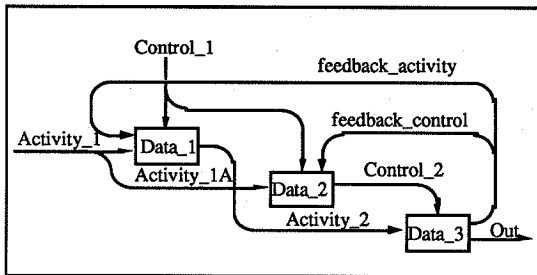 Control_1
feedback_activity
feedback_control
Activity_1
Data_1
Activity_1A
Data_2
Control_2
Activity_2
Data_3
Out